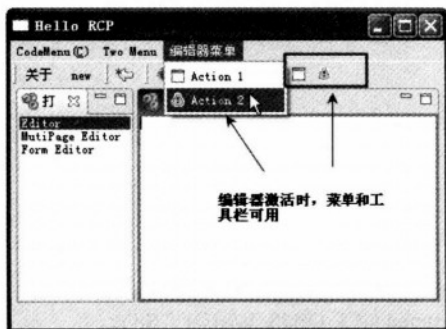 Hello RCP
CodeMenu(C) Two Menu 编辑器菜单
关于 new
Action 1
Action 2
打
Editor
MutiPage Editor
Form Editor
编辑器激活时，菜单和工
具栏可用